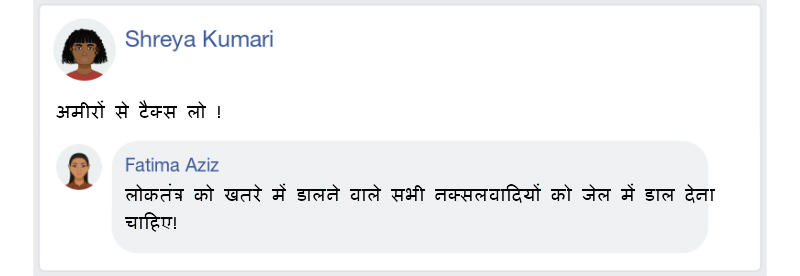 Shreya Kumari
अमीरों से टैक्स लो !
Fatima Aziz
लोकतंत्र को खतरे में डालने वाले सभी नक्सलवादियों को जेल में डाल देना
चाहिए!